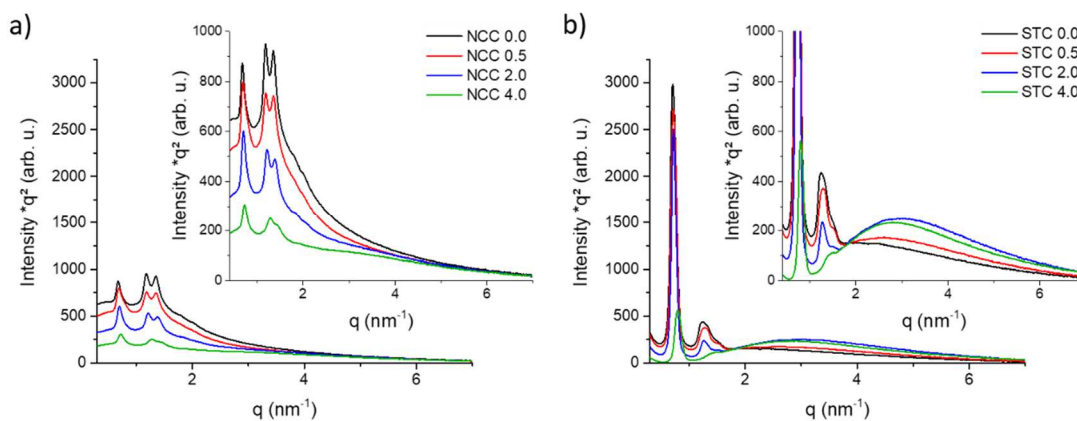 a)
Intensity *q² (arb. u.)
3000
2500
2000
1500
1000
500
0
2
4
6
q (nm⁻¹)
Intensity *q² (arb. u.)
1000
800
600
400
200
0
2
4
6
q (nm⁻¹)
NCC 0.0
NCC 0.5
NCC 2.0
NCC 4.0
b)
Intensity *q² (arb. u.)
3000
2500
2000
1500
1000
500
0
2
4
6
q (nm⁻¹)
Intensity *q² (arb. u.)
1000
800
600
400
200
0
2
4
6
q (nm⁻¹)
STC 0.0
STC 0.5
STC 2.0
STC 4.0